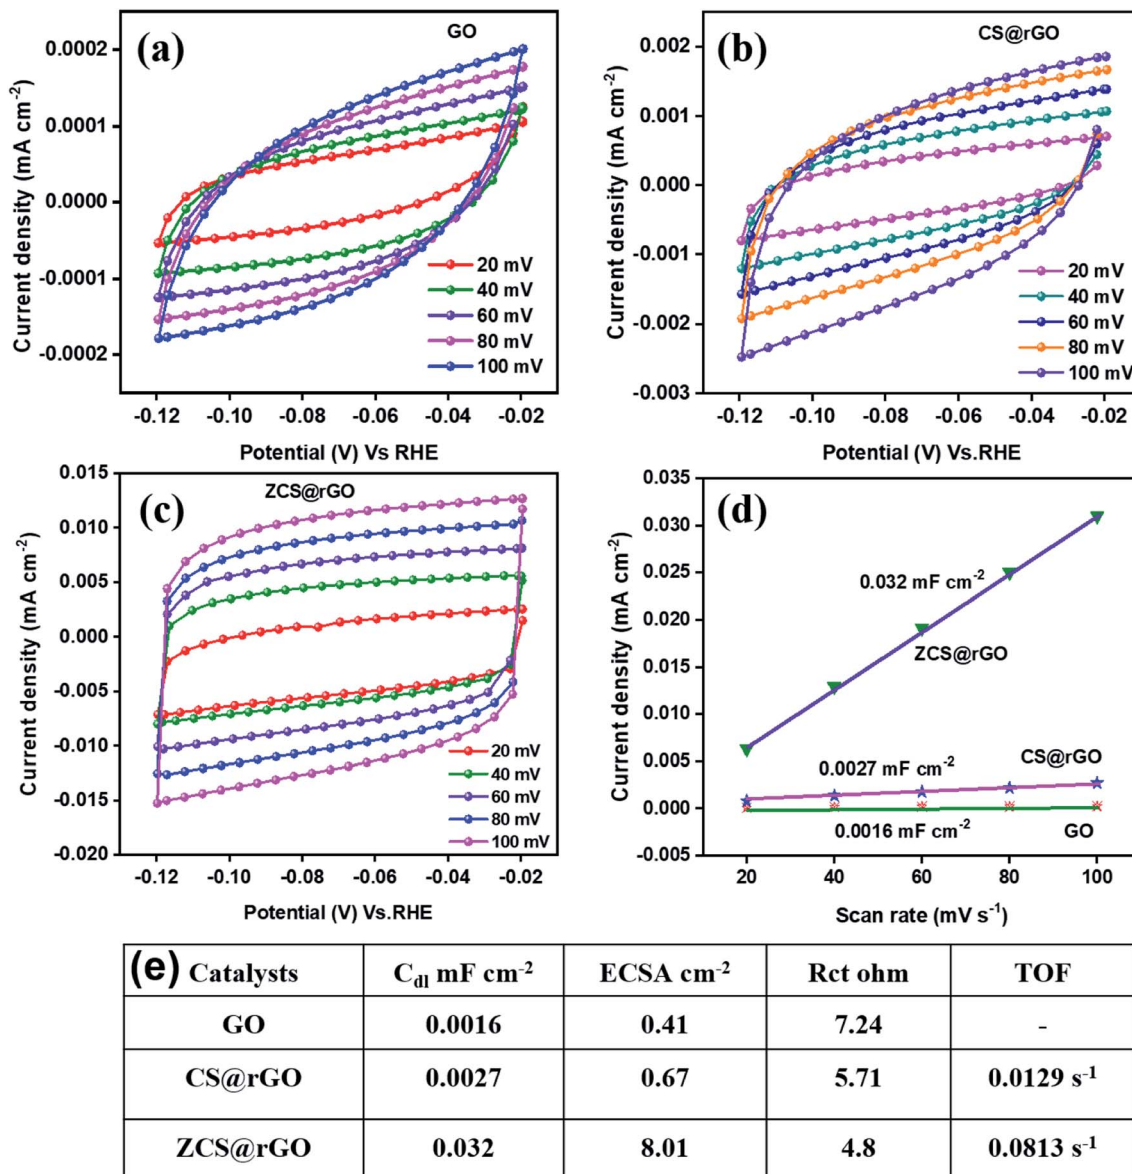 (a)
GO
0.0002
0.0001
0.0000
-0.0001
-0.0002
Current density (mA cm-2)
20 mV
40 mV
60 mV
80 mV
100 mV
-0.12 -0.10 -0.08 -0.06 -0.04 -0.02
Potential (V) Vs RHE
(b)
CS@rGO
0.002
0.001
0.000
-0.001
-0.002
-0.003
Current density (mA cm-2)
20 mV
40 mV
60 mV
80 mV
100 mV
-0.12 -0.10 -0.08 -0.06 -0.04 -0.02
Potential (V) Vs.RHE
(c)
ZCS@rGO
0.015
0.010
0.005
0.000
-0.005
-0.010
-0.015
-0.020
Current density (mA cm-2)
20 mV
40 mV
60 mV
80 mV
100 mV
-0.12 -0.10 -0.08 -0.06 -0.04 -0.02
Potential (V) Vs.RHE
(d)
0.035
0.030
0.025
0.020
0.015
0.010
0.005
0.000
-0.005
Current density (mA cm-2)
0.032 mF cm-2
ZCS@rGO
CS@rGO
0.0027 mF cm-2
0.0016 mF cm-2
GO
20 40 60 80 100
Scan rate (mV s-1)
(e) Catalysts Cdl mF cm-2 ECSA cm-2 Rct ohm TOF
GO 0.0016 0.41 7.24 -
CS@rGO 0.0027 0.67 5.71 0.0129 s-1
ZCS@rGO 0.032 8.01 4.8 0.0813 s-1